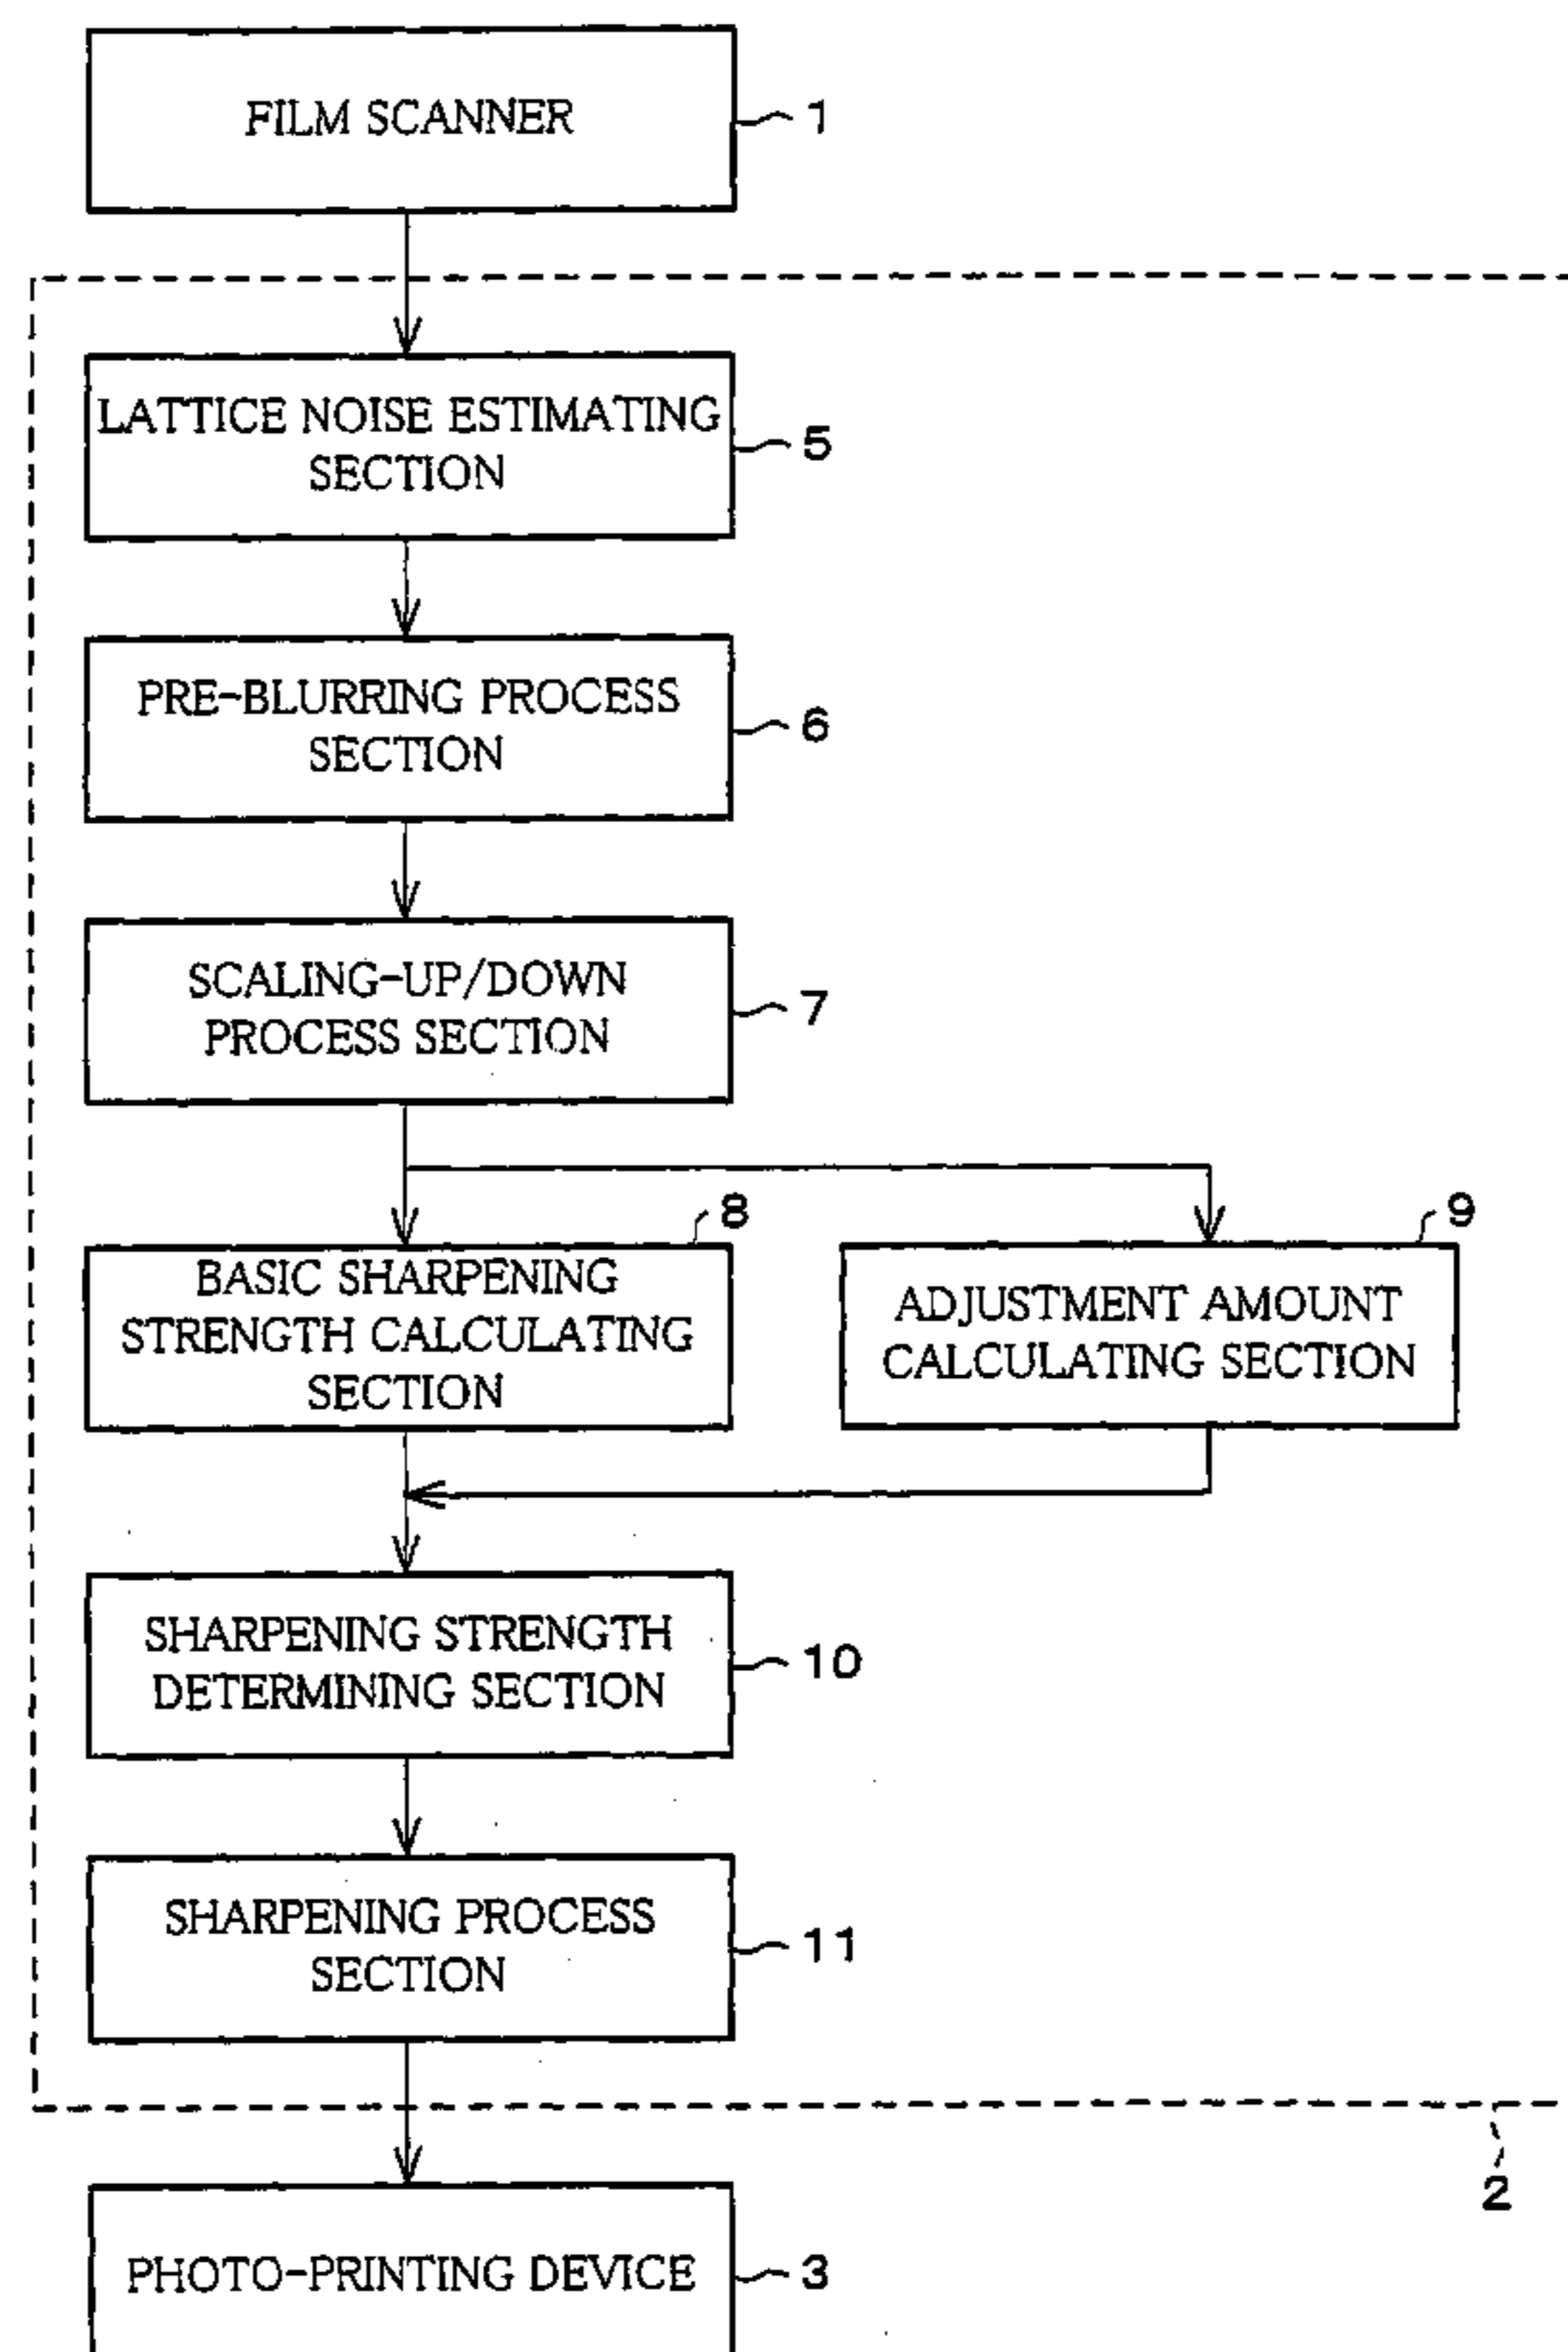 FILM SCANNER
1
LATTICE NOISE ESTIMATING
SECTION
5
PRE-BLURRING PROCESS
SECTION
6
SCALING-UP/DOWN
PROCESS SECTION
7
8
BASIC SHARPENING
STRENGTH CALCULATING
SECTION
9
ADJUSTMENT AMOUNT
CALCULATING SECTION
SHARPENING STRENGTH
DETERMINING SECTION
10
SHARPENING PROCESS
SECTION
11
2
PHOTO-PRINTING DEVICE
3